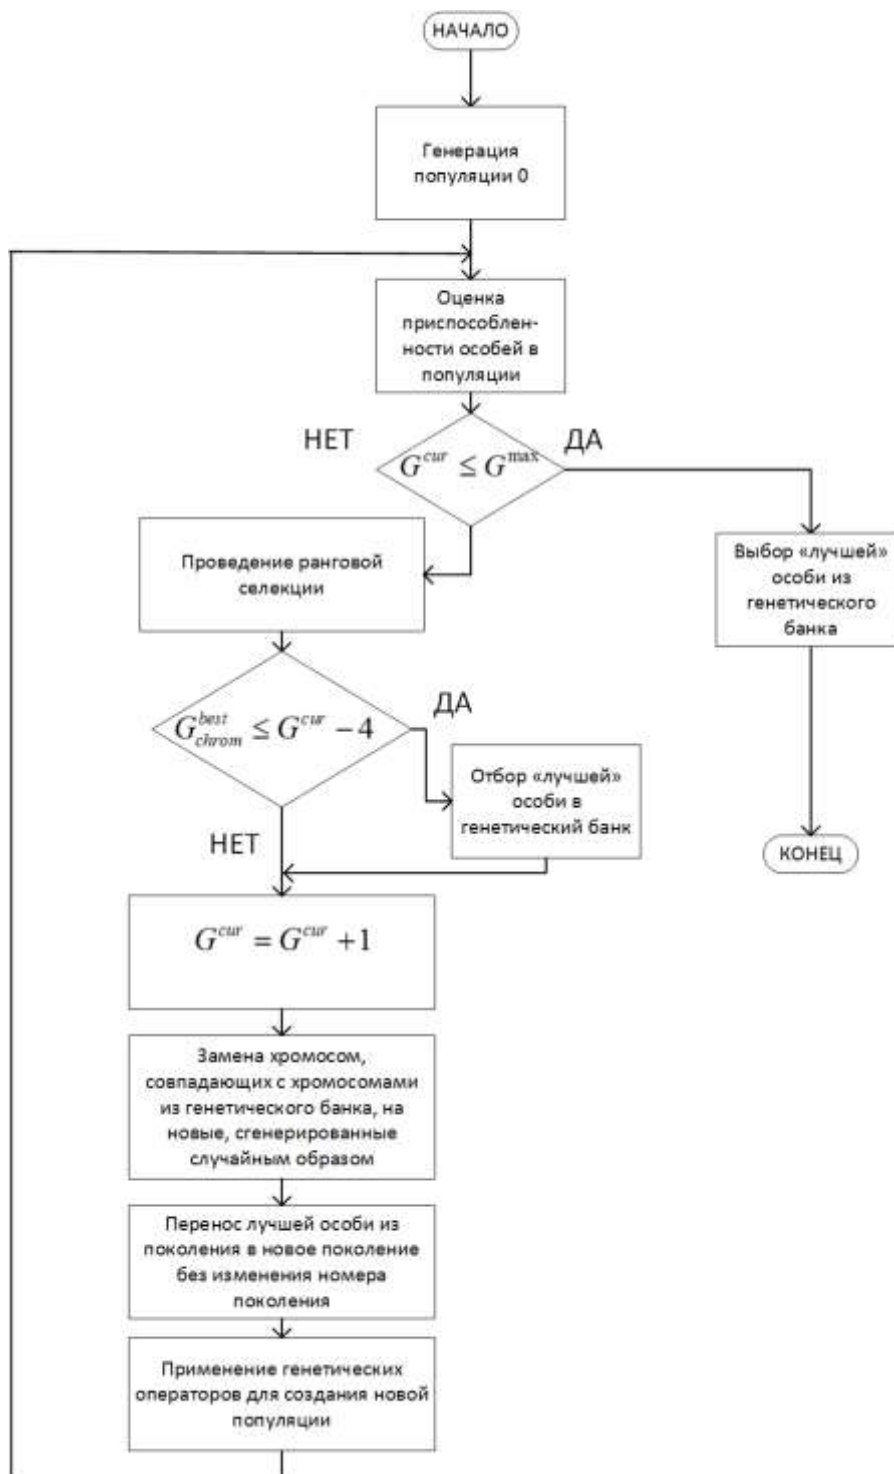 НАЧАЛО
Генерация
популяции 0
Оценка
приспособлен-
ности особей в
популяции
НЕТ
ДА
G^{cur} ≤ G^{max}
Проведение ранговой
селекции
Выбор «лучшей»
особи из
генетического
банка
G_{chrom}^{best} ≤ G^{cur} − 4
ДА
Отбор «лучшей»
особи в
генетический банк
НЕТ
КОНЕЦ
G^{cur} = G^{cur} + 1
Замена хромосом,
совпадающих с хромосомами
из генетического банка, на
новые, сгенерированные
случайным образом
Перенос лучшей особи из
поколения в новое поколение
без изменения номера
поколения
Применение генетических
операторов для создания новой
популяции